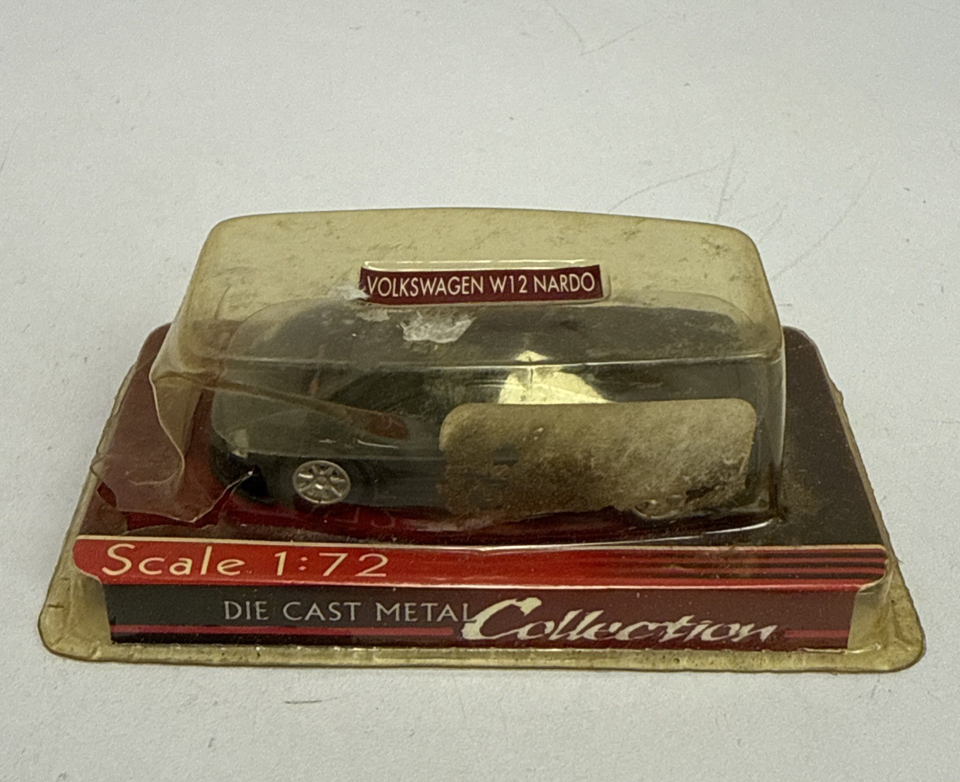 VOLKSWAGEN W12 NARDO
Scale 1:72
DIE CAST METAL Collection